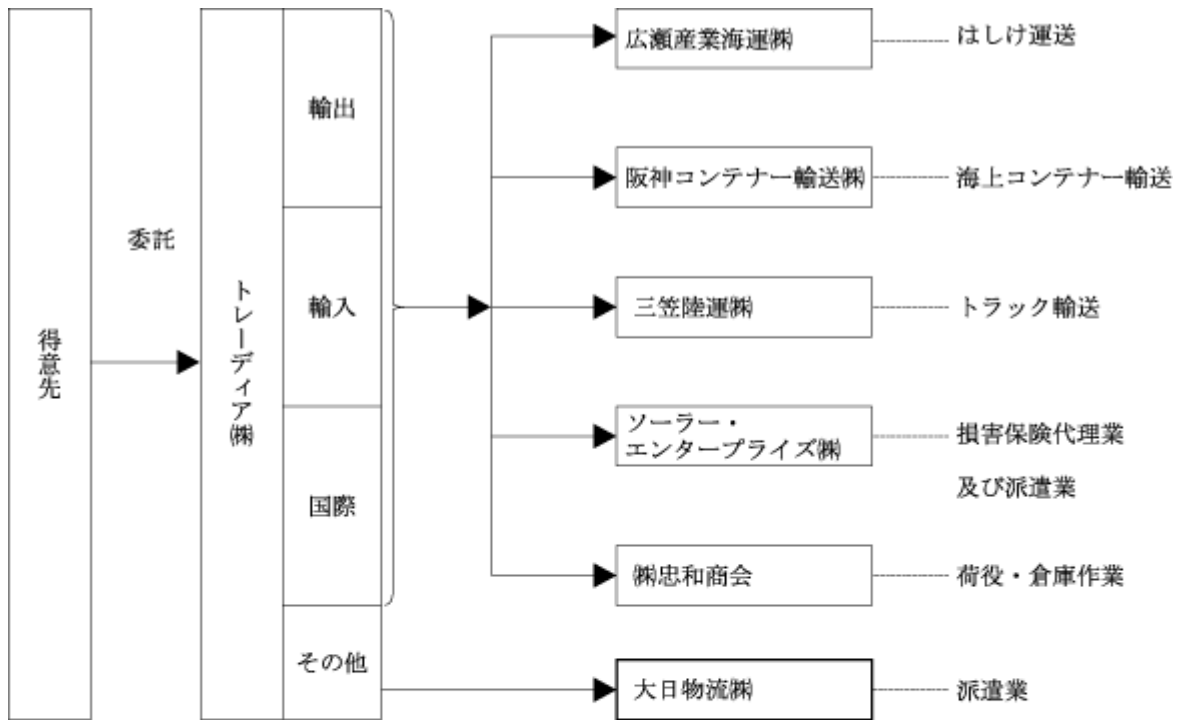 得意先
委託
トレーディア㈱
輸出
輸入
国際
その他
広瀬産業海運㈱
はしけ運送
阪神コンテナー輸送㈱
海上コンテナー輸送
三笠陸運㈱
トラック輸送
ソーラー・
エンタープライズ㈱
損害保険代理業
及び派遣業
㈱忠和商会
荷役・倉庫作業
大日物流㈱
派遣業